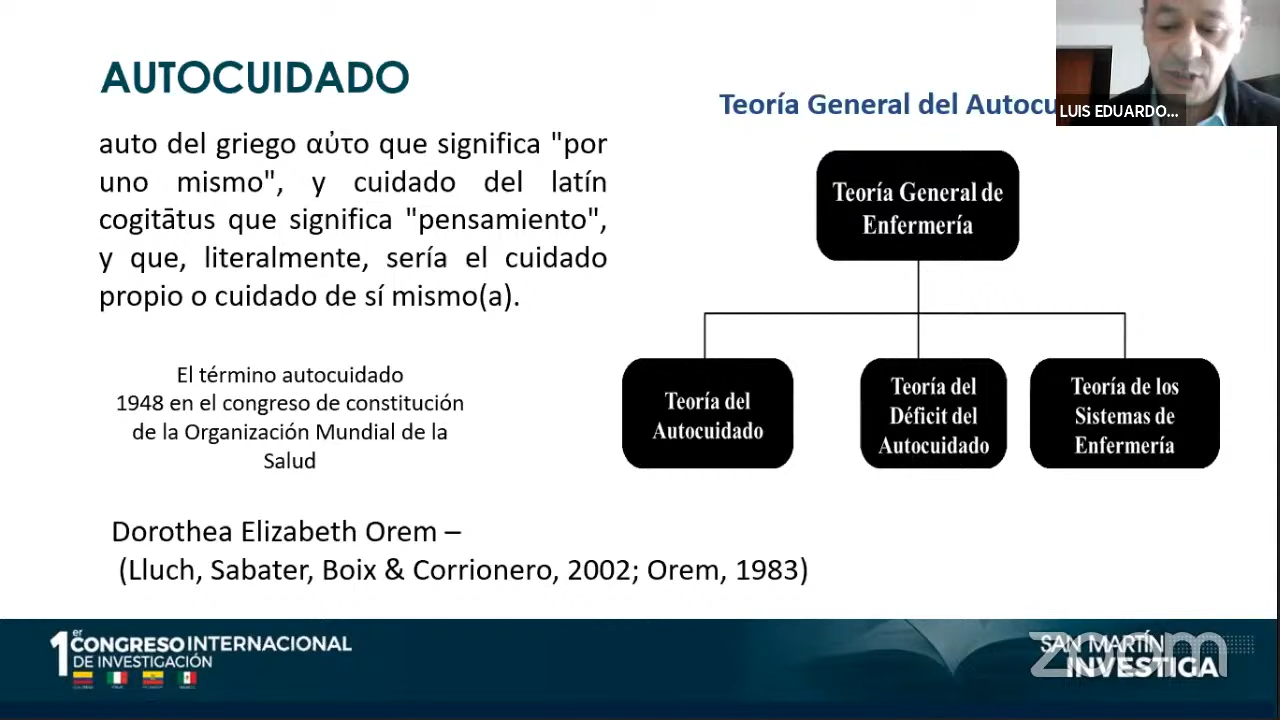 AUTOCUIDADO
auto del griego αὐτο que significa "por
uno mismo", y cuidado del latín
cogitātus que significa "pensamiento",
y que, literalmente, sería el cuidado
propio o cuidado de sí mismo(a).
El término autocuidado
1948 en el congreso de constitución
de la Organización Mundial de la
Salud
Dorothea Elizabeth Orem –
(Lluch, Sabater, Boix & Corrionero, 2002; Orem, 1983)
Teoría General del Autocu
LUIS EDUARDO...
Teoría General de
Enfermería
Teoría del
Autocuidado
Teoría del
Déficit del
Autocuidado
Teoría de los
Sistemas de
Enfermería
1er CONGRESO INTERNACIONAL
DE INVESTIGACIÓN
SAN MARTÍN
INVESTIGA
zoom